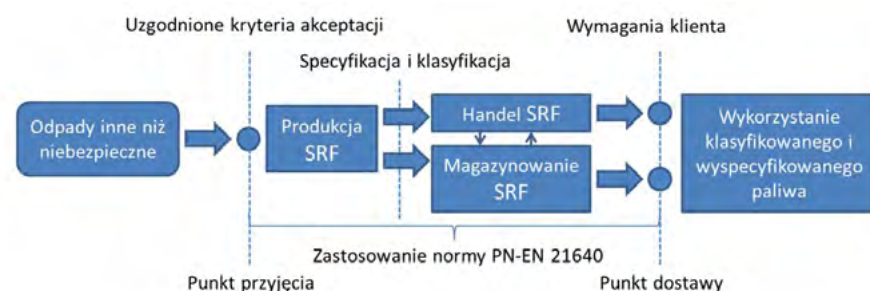 Uzgodnione kryteria akceptacji
Wymagania klienta
Specyfikacja i klasyfikacja
Odpady inne niż
niebezpieczne
Produkcja
SRF
Handel SRF
Magazynowanie
SRF
Wykorzystanie
klasyfikowanego i
wyspecyfikowanego
paliwa
Zastosowanie normy PN-EN 21640
Punkt przyjęcia
Punkt dostawy